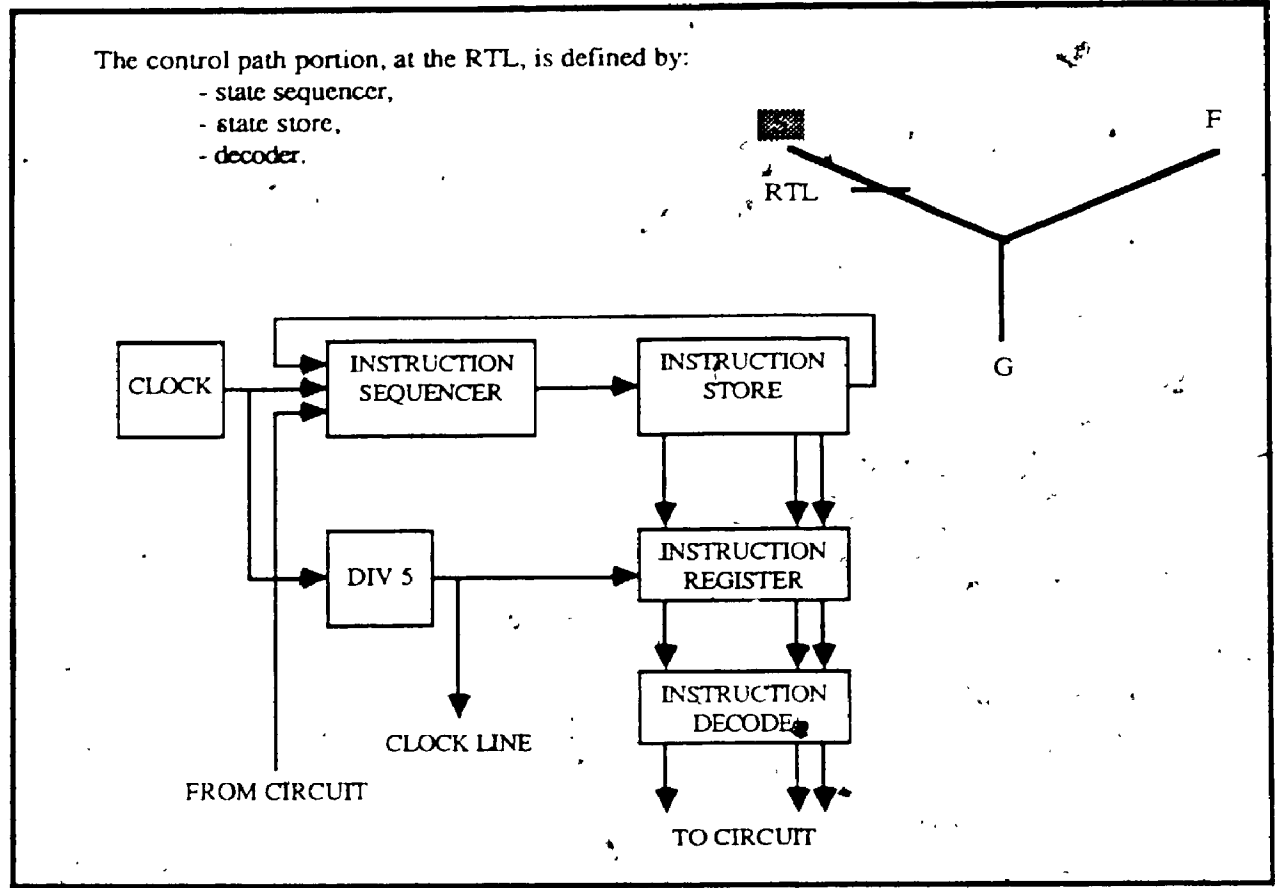 The control path portion, at the RTL, is defined by:
- state sequencer,
- state store,
- decoder.
F
RTL
G
CLOCK
INSTRUCTION
SEQUENCER
INSTRUCTION
STORE
DIV 5
INSTRUCTION
REGISTER
INSTRUCTION
DECODE
CLOCK LINE
FROM CIRCUIT
TO CIRCUIT